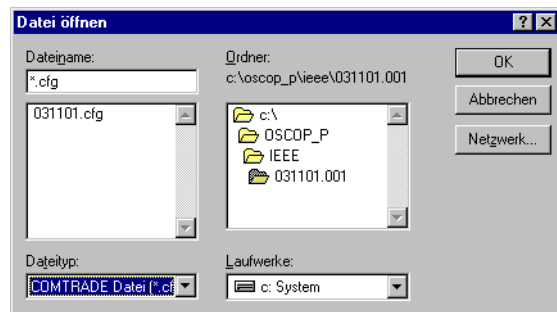 Datei öffnen
Dateiname:
*.cfg
031101.cfg
Dateityp:
COMTRADE Datei (*.cf
Ordner:
c:\oscop_p\ieee\031101.001
c:\
OSCOP_P
IEEE
031101.001
Laufwerke:
c: System
OK
Abbrechen
Netzwerk...